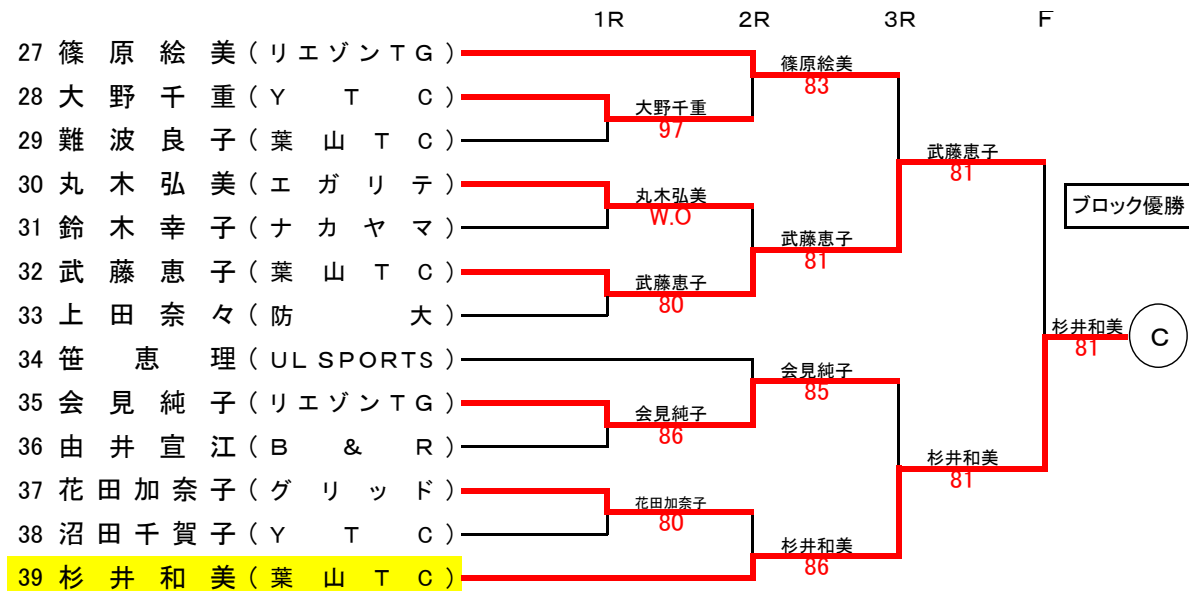 1R 2R 3R F
27 篠原絵美(リエゾンTG)
篠原絵美
83
28 大野千重(YTC)
大野千重
97
29 難波良子(葉山TC)
武藤恵子
81
30 丸木弘美(エガリテ)
丸木弘美
W.O
ブロック優勝
31 鈴木幸子(ナカヤマ)
武藤恵子
81
32 武藤恵子(葉山TC)
武藤恵子
80
33 上田奈々(防大)
杉井和美
81
C
34 笹恵理(UL SPORTS)
会見純子
85
35 会見純子(リエゾンTG)
会見純子
86
36 由井宣江(B&R)
杉井和美
81
37 花田加奈子(グリッド)
花田加奈子
80
38 沼田千賀子(YTC)
杉井和美
86
39 杉井和美(葉山TC)